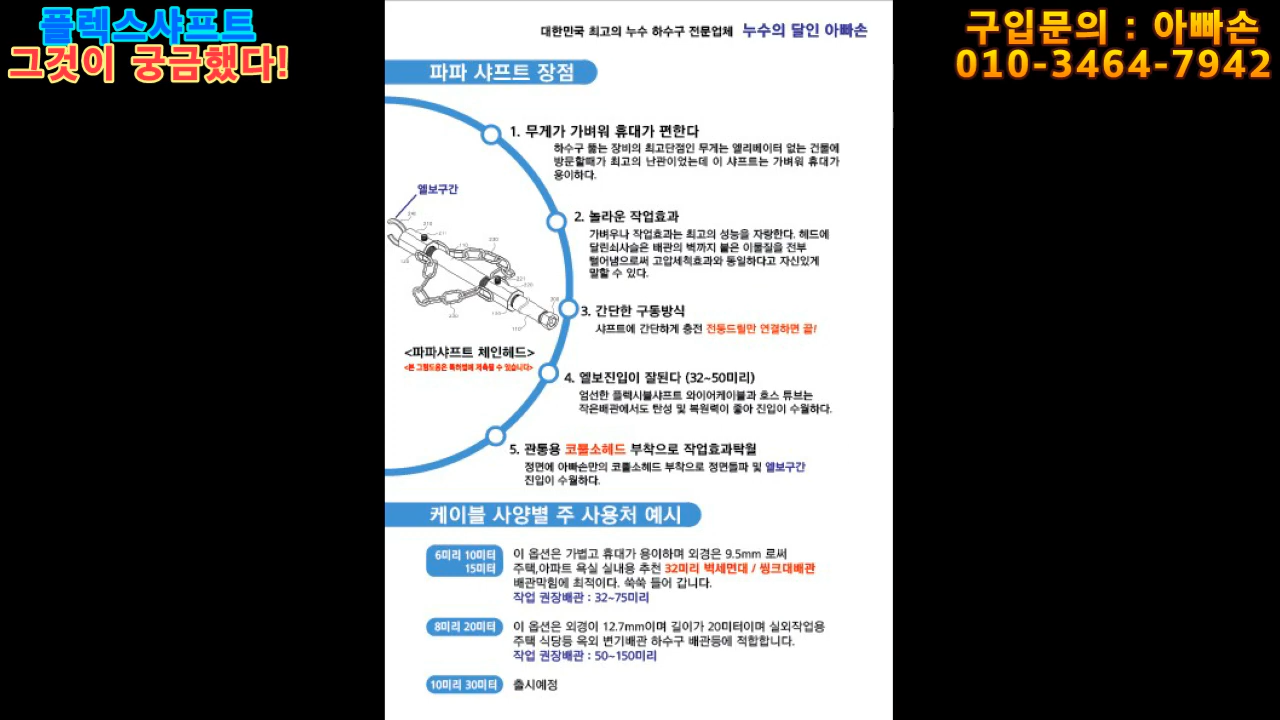 플렉스샤프트
그것이 궁금했다!
구입문의 : 아빠손
010-3464-7942
대한민국 최고의 누수 하수구 전문업체 누수의 달인 아빠손
파파 샤프트 장점
1. 무게가 가벼워 휴대가 편한다
하수구 뚫는 장비의 최고단점인 무게는 엘리베이터 없는 건물에
방문할때가 최고의 난관이었는데 이 샤프트는 가벼워 휴대가
용이하다.
엘보구간
2. 놀라운 작업효과
가벼우나 작업효과는 최고의 성능을 자랑한다. 헤드에
달린쇠사슬은 배관의 벽까지 붙은 이물질을 전부
털어냄으로써 고압세척효과와 동일하다고 자신있게
말할 수 있다.
3. 간단한 구동방식
샤프트에 간단하게 충전 전동드릴만 연결하면 끝!
<파파샤프트 체인헤드>
<본 그림도용은 특허법에 저촉될 수 있습니다>
4. 엘보진입이 잘된다 (32~50미리)
엄선한 플렉시블샤프트 와이어케이블과 호스 튜브는
작은배관에서도 탄성 및 복원력이 좋아 진입이 수월하다.
5. 관통용 코뿔소헤드 부착으로 작업효과탁월
정면에 아빠손만의 코뿔소헤드 부착으로 정면돌파 및 엘보구간
진입이 수월하다.
케이블 사양별 주 사용처 예시
6미리 10미터
15미터
이 옵션은 가볍고 휴대가 용이하며 외경은 9.5mm 로써
주택,아파트 욕실 실내용 추천 32미리 벽세면대 / 씽크대배관
배관막힘에 최적이다. 쑥쑥 들어 갑니다.
작업 권장배관 : 32~75미리
8미리 20미터
이 옵션은 외경이 12.7mm이며 길이가 20미터이며 실외작업용
주택 식당등 옥외 변기배관 하수구 배관등에 적합합니다.
작업 권장배관 : 50~150미리
10미리 30미터
출시예정